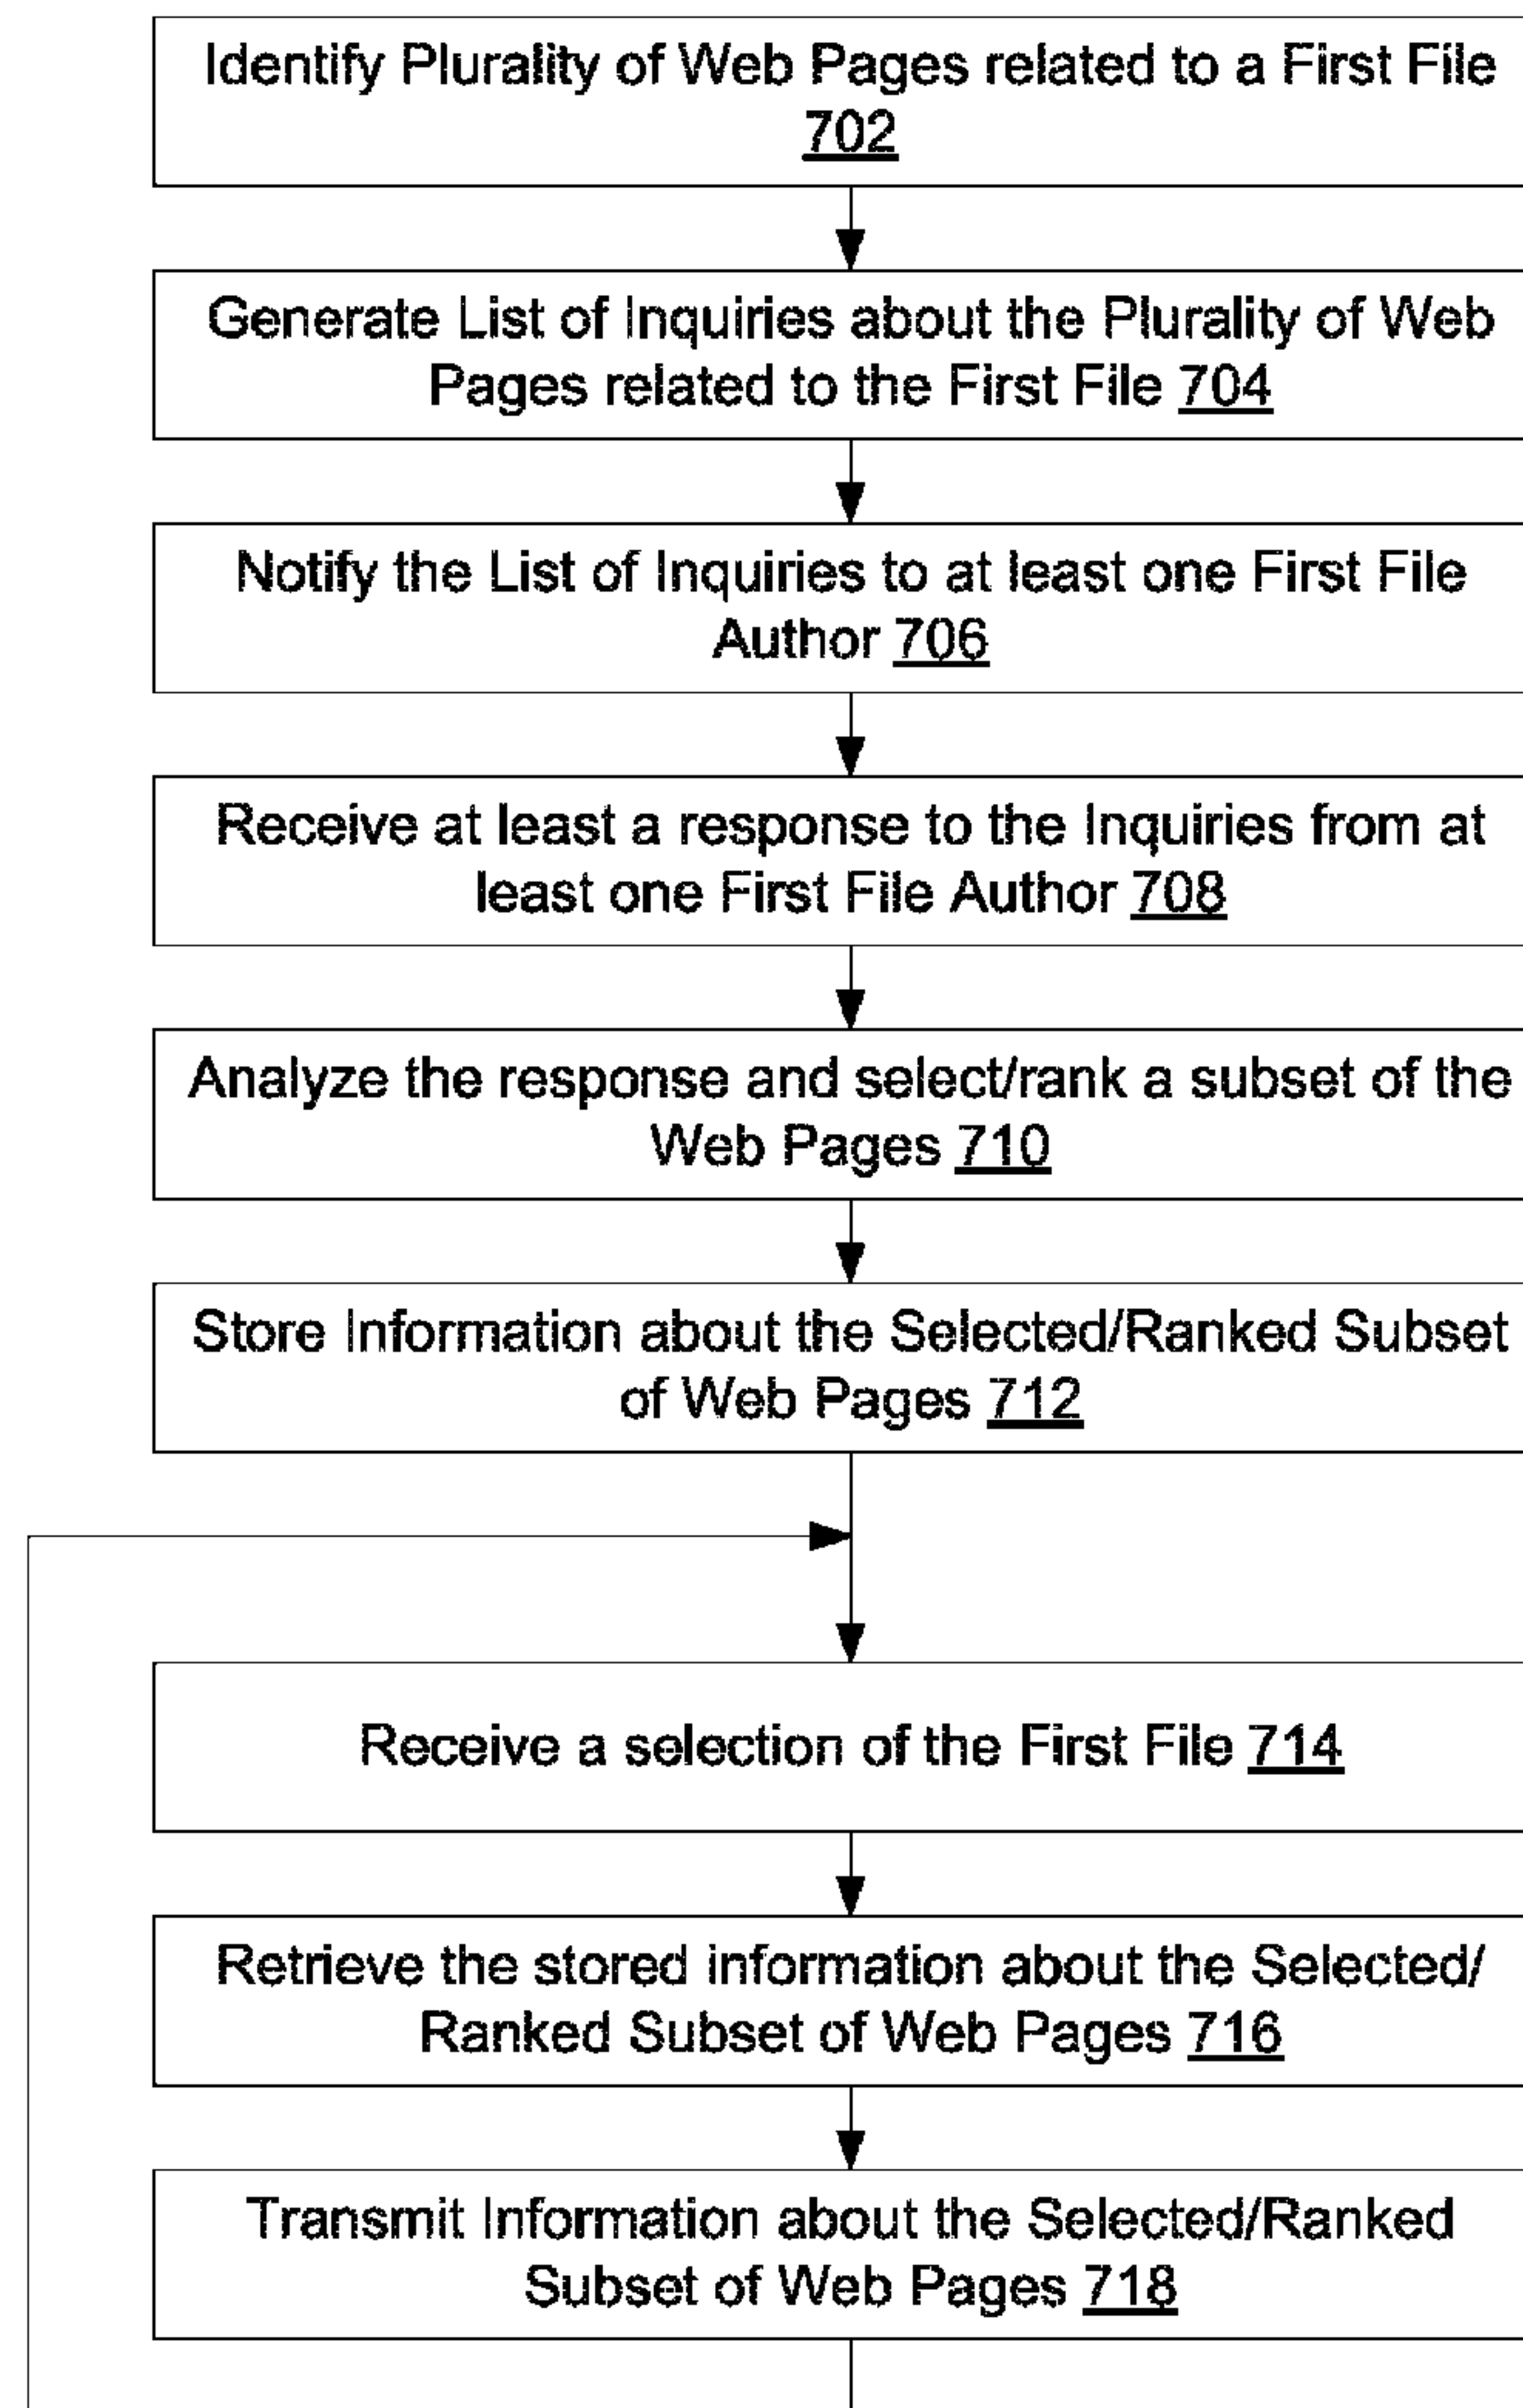 Identify Plurality of Web Pages related to a First File
702
Generate List of Inquiries about the Plurality of Web
Pages related to the First File 704
Notify the List of Inquiries to at least one First File
Author 706
Receive at least a response to the Inquiries from at
least one First File Author 708
Analyze the response and select/rank a subset of the
Web Pages 710
Store Information about the Selected/Ranked Subset
of Web Pages 712
Receive a selection of the First File 714
Retrieve the stored information about the Selected/
Ranked Subset of Web Pages 716
Transmit Information about the Selected/Ranked
Subset of Web Pages 718